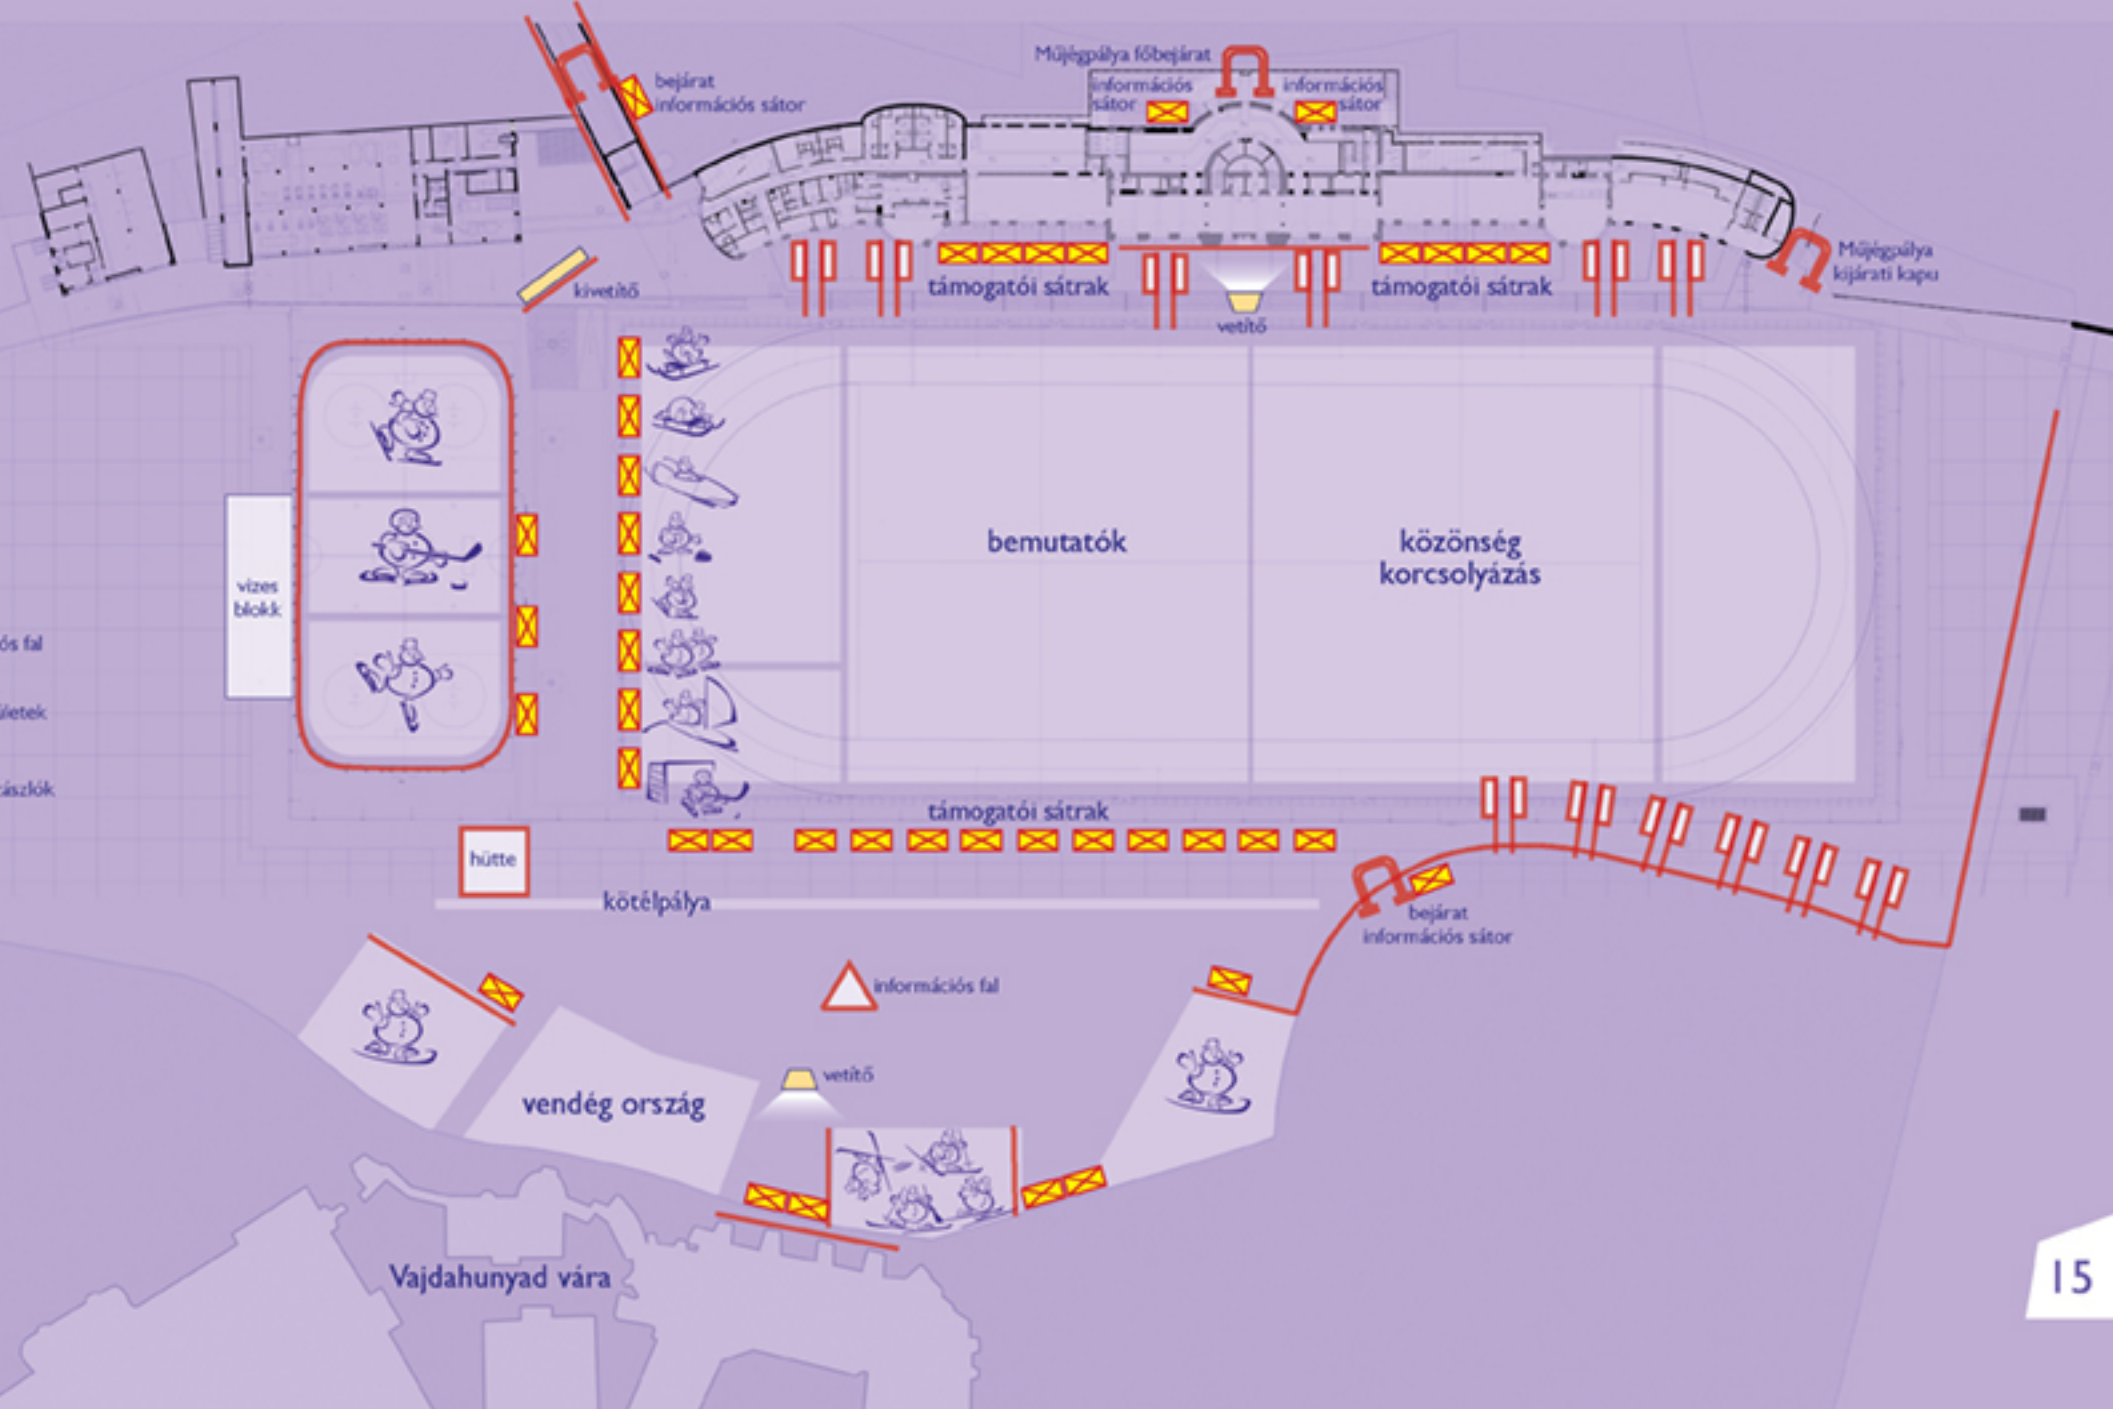 Műjégpálya főbejárat
bejárat
információs sátor
információs
sátor
információs
sátor
Műjégpálya
kijárati kapu
kivetítő
támogatói sátrak
támogatói sátrak
vetítő
bemutatók
közönség
korcsolyázás
vizes
blokk
ós fal
ületek
ászlók
támogatói sátrak
hütte
kötélpálya
bejárat
információs sátor
információs fal
vetítő
vendég ország
Vajdahunyad vára
15